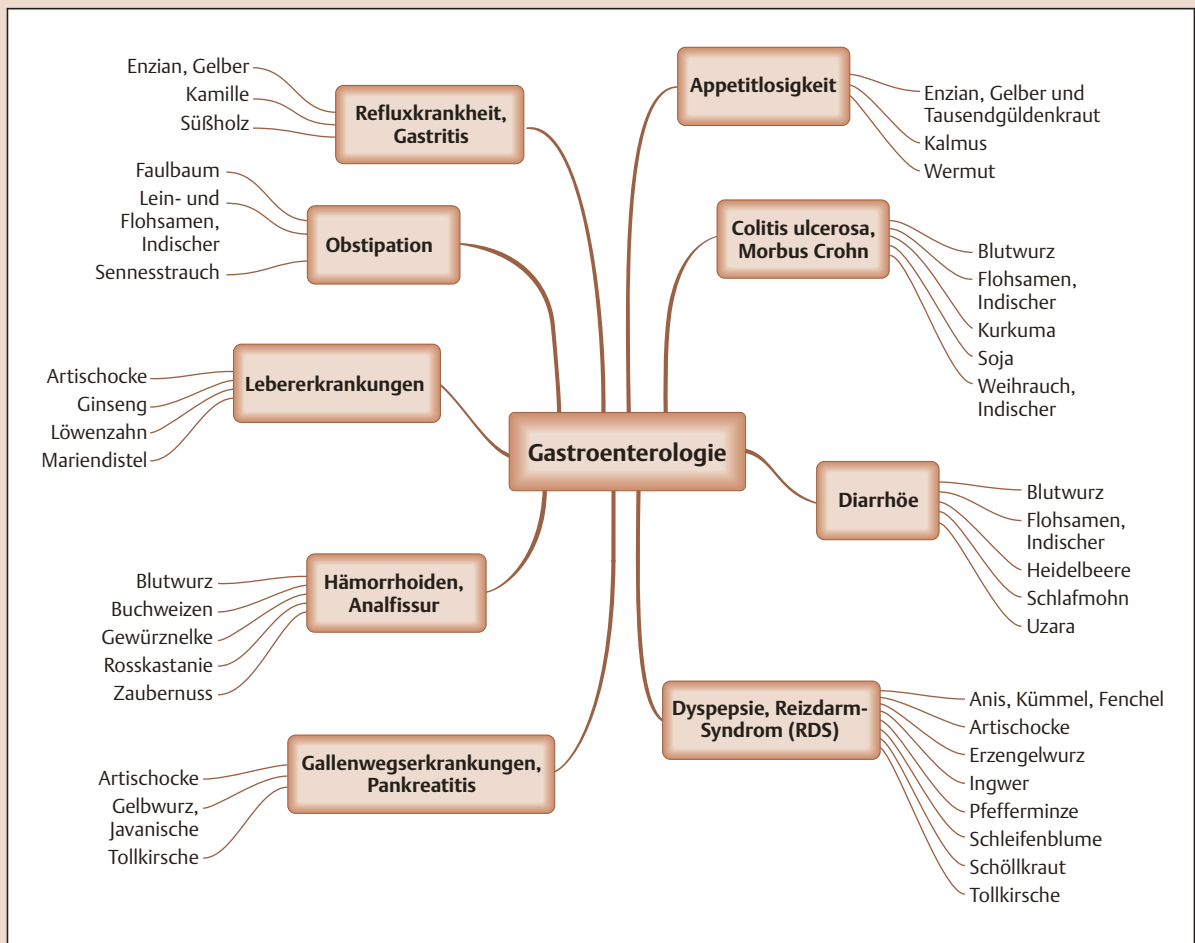 Enzian, Gelber
Kamille
Süßholz
Refluxkrankheit,
Gastritis
Faulbaum
Lein- und
Flohsamen,
Indischer
Sennesstrauch
Obstipation
Artischocke
Ginseng
Löwenzahn
Mariendistel
Lebererkrankungen
Blutwurz
Buchweizen
Gewürznelke
Rosskastanie
Zaubernuss
Hämorrhoiden,
Analfissur
Artischocke
Gelbwurz,
Javanische
Tollkirsche
Gallenwegserkrankungen,
Pankreatitis
Gastroenterologie
Appetitlosigkeit
Enzian, Gelber und
Tausendgüldenkraut
Kalmus
Wermut
Colitis ulcerosa,
Morbus Crohn
Blutwurz
Flohsamen,
Indischer
Kurkuma
Soja
Weihrauch,
Indischer
Diarrhöe
Blutwurz
Flohsamen,
Indischer
Heidelbeere
Schlafmohn
Uzara
Dyspepsie, Reizdarm-
Syndrom (RDS)
Anis, Kümmel, Fenchel
Artischocke
Erzengelwurz
Ingwer
Pfefferminze
Schleifenblume
Schöllkraut
Tollkirsche